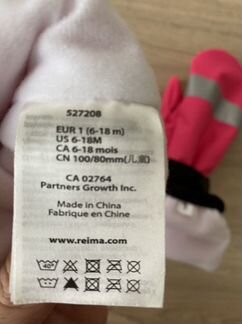 527208
EUR 1 (6-18 m)
US 6-18M
CA 6-18 mois
CN 100/80mm(儿童)
CA 02764
Partners Growth Inc.
Made in China
Fabriqué en Chine
www.reima.com